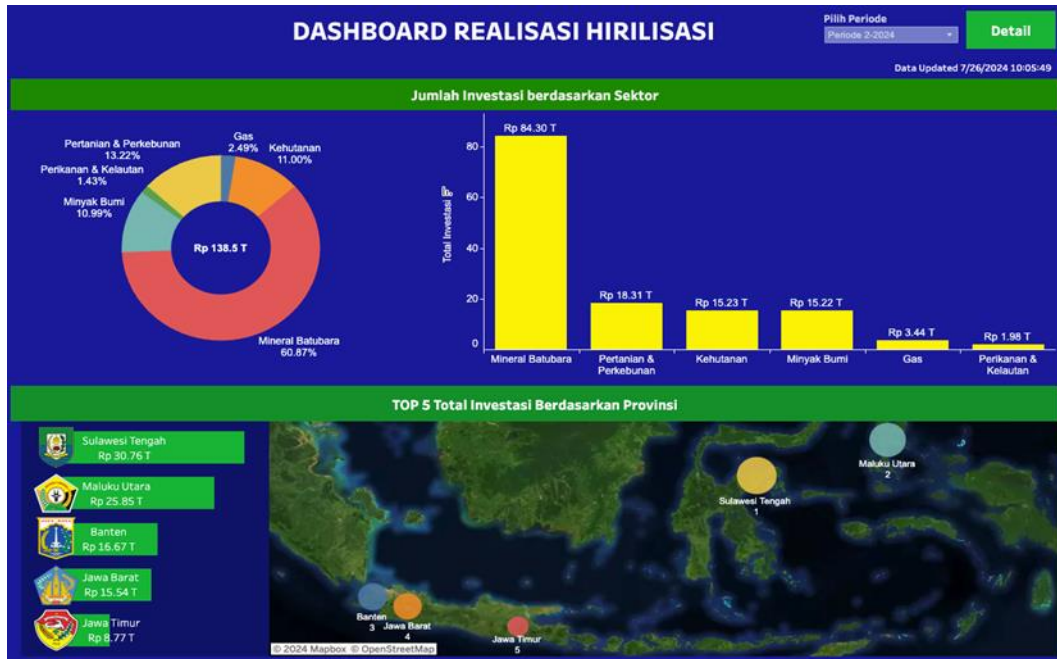 DASHBOARD REALISASI HIRILISASI
Pilih Periode
Periode 2-2024
Detail
Data Updated 7/26/2024 10:05:49
Jumlah Investasi berdasarkan Sektor
Gas
2.49%
Kehutanan
11.00%
Pertanian & Perkebunan
13.22%
Perikanan & Kelautan
1.43%
Minyak Bumi
10.99%
Rp 138.5 T
Mineral Batubara
60.87%
Total Investasi
80
60
40
20
0
Rp 84.30 T
Rp 18.31 T
Rp 15.23 T
Rp 15.22 T
Rp 3.44 T
Rp 1.98 T
Mineral Batubara
Pertanian &
Perkebunan
Kehutanan
Minyak Bumi
Gas
Perikanan &
Kelautan
TOP 5 Total Investasi Berdasarkan Provinsi
Sulawesi Tengah
Rp 30.76 T
Maluku Utara
Rp 25.85 T
Banten
Rp 16.67 T
Jawa Barat
Rp 15.54 T
Jawa Timur
Rp 8.77 T
Maluku Utara
2
Sulawesi Tengah
1
Banten
3
Jawa Barat
4
Jawa Timur
5
© 2024 Mapbox © OpenStreetMap